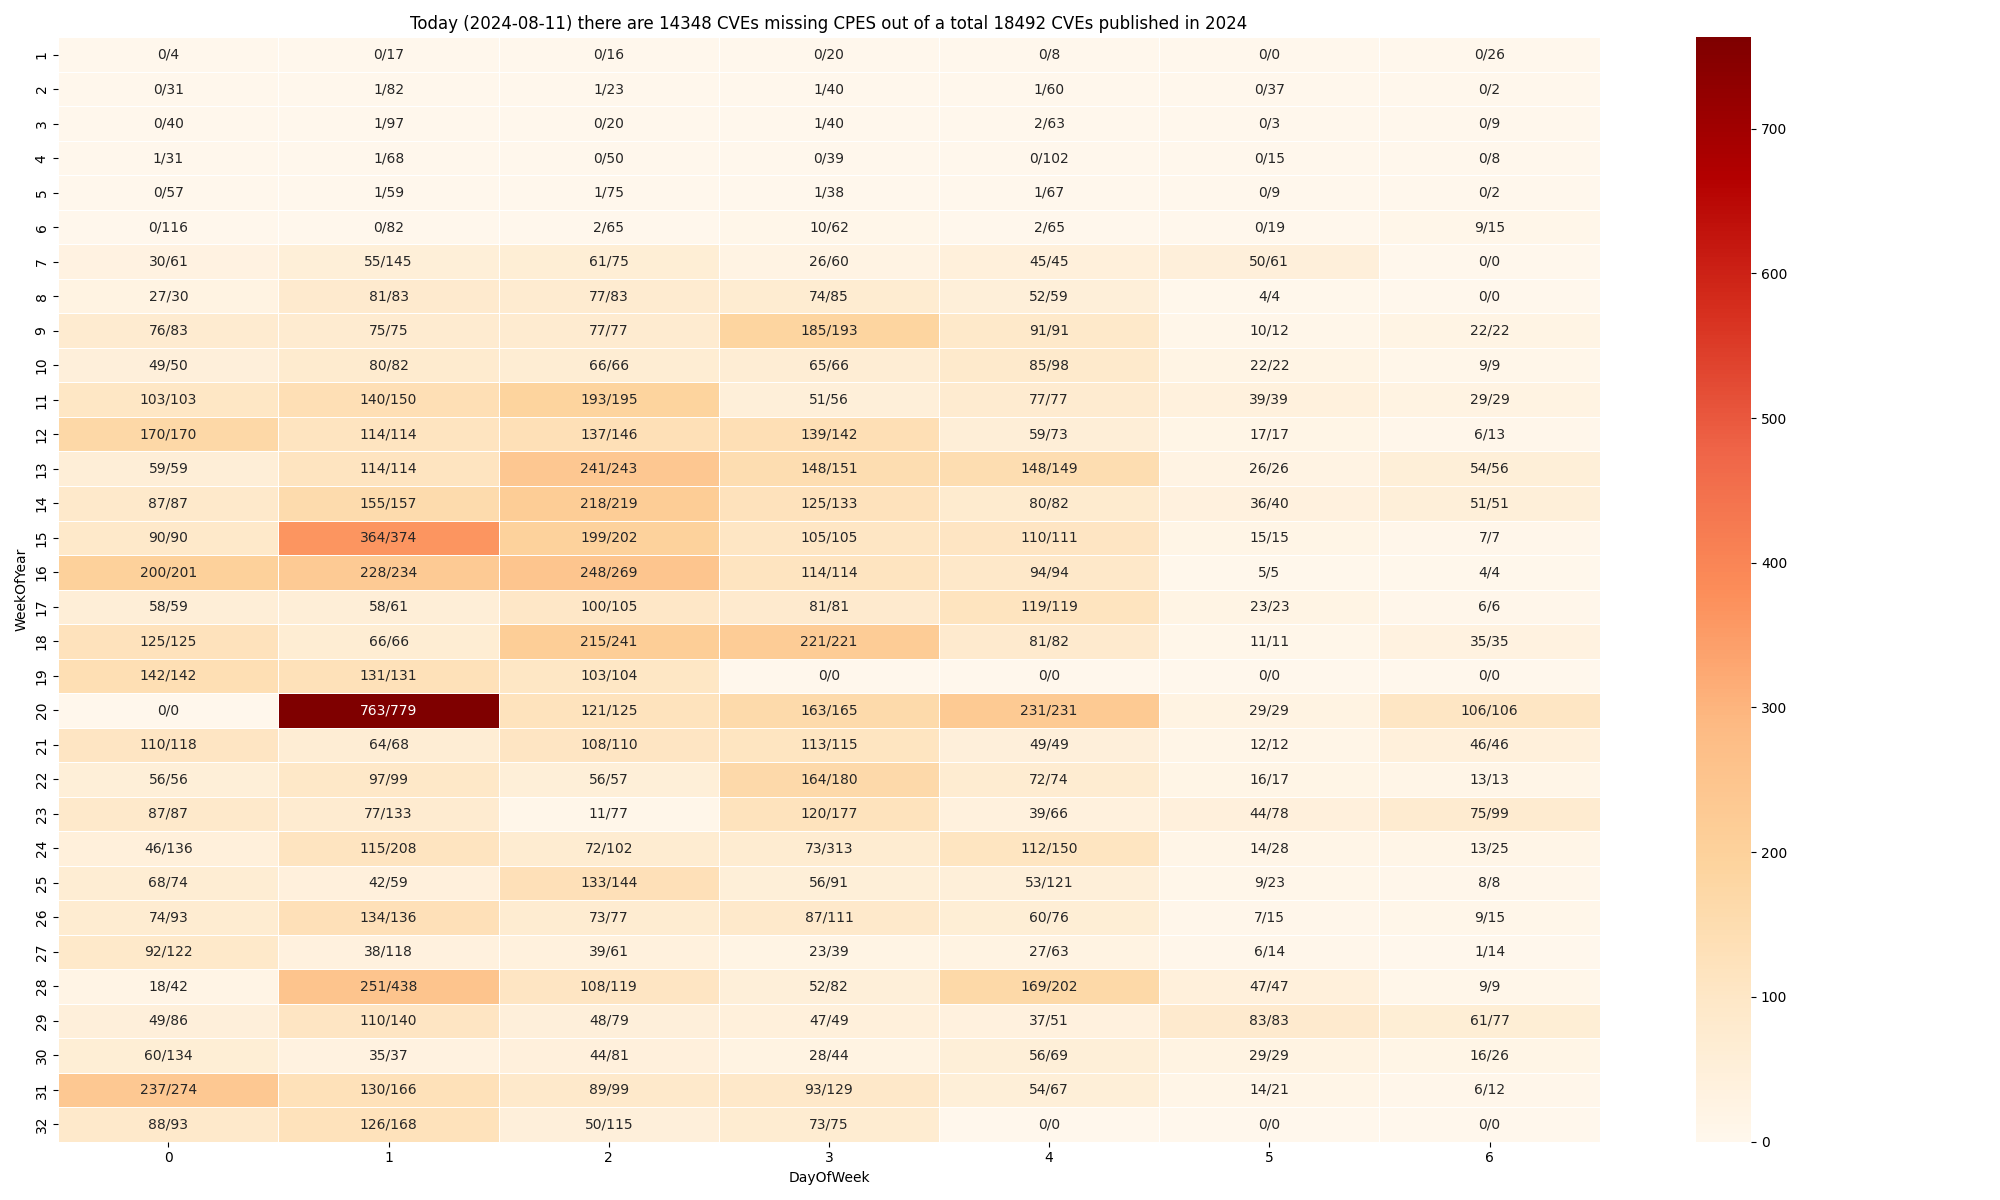 Today (2024-08-11) there are 14348 CVEs missing CPES out of a total 18492 CVEs published in 2024
WeekOfYear
1 0/4 0/17 0/16 0/20 0/8 0/0 0/26
2 0/31 1/82 1/23 1/40 1/60 0/37 0/2
3 0/40 1/97 0/20 1/40 2/63 0/3 0/9
4 1/31 1/68 0/50 0/39 0/102 0/15 0/8
5 0/57 1/59 1/75 1/38 1/67 0/9 0/2
6 0/116 0/82 2/65 10/62 2/65 0/19 9/15
7 30/61 55/145 61/75 26/60 45/45 50/61 0/0
8 27/30 81/83 77/83 74/85 52/59 4/4 0/0
9 76/83 75/75 77/77 185/193 91/91 10/12 22/22
10 49/50 80/82 66/66 65/66 85/98 22/22 9/9
11 103/103 140/150 193/195 51/56 77/77 39/39 29/29
12 170/170 114/114 137/146 139/142 59/73 17/17 6/13
13 59/59 114/114 241/243 148/151 148/149 26/26 54/56
14 87/87 155/157 218/219 125/133 80/82 36/40 51/51
15 90/90 364/374 199/202 105/105 110/111 15/15 7/7
16 200/201 228/234 248/269 114/114 94/94 5/5 4/4
17 58/59 58/61 100/105 81/81 119/119 23/23 6/6
18 125/125 66/66 215/241 221/221 81/82 11/11 35/35
19 142/142 131/131 103/104 0/0 0/0 0/0 0/0
20 0/0 763/779 121/125 163/165 231/231 29/29 106/106
21 110/118 64/68 108/110 113/115 49/49 12/12 46/46
22 56/56 97/99 56/57 164/180 72/74 16/17 13/13
23 87/87 77/133 11/77 120/177 39/66 44/78 75/99
24 46/136 115/208 72/102 73/313 112/150 14/28 13/25
25 68/74 42/59 133/144 56/91 53/121 9/23 8/8
26 74/93 134/136 73/77 87/111 60/76 7/15 9/15
27 92/122 38/118 39/61 23/39 27/63 6/14 1/14
28 18/42 251/438 108/119 52/82 169/202 47/47 9/9
29 49/86 110/140 48/79 47/49 37/51 83/83 61/77
30 60/134 35/37 44/81 28/44 56/69 29/29 16/26
31 237/274 130/166 89/99 93/129 54/67 14/21 6/12
32 88/93 126/168 50/115 73/75 0/0 0/0 0/0
0 1 2 3 4 5 6
DayOfWeek
700
600
500
400
300
200
100
0